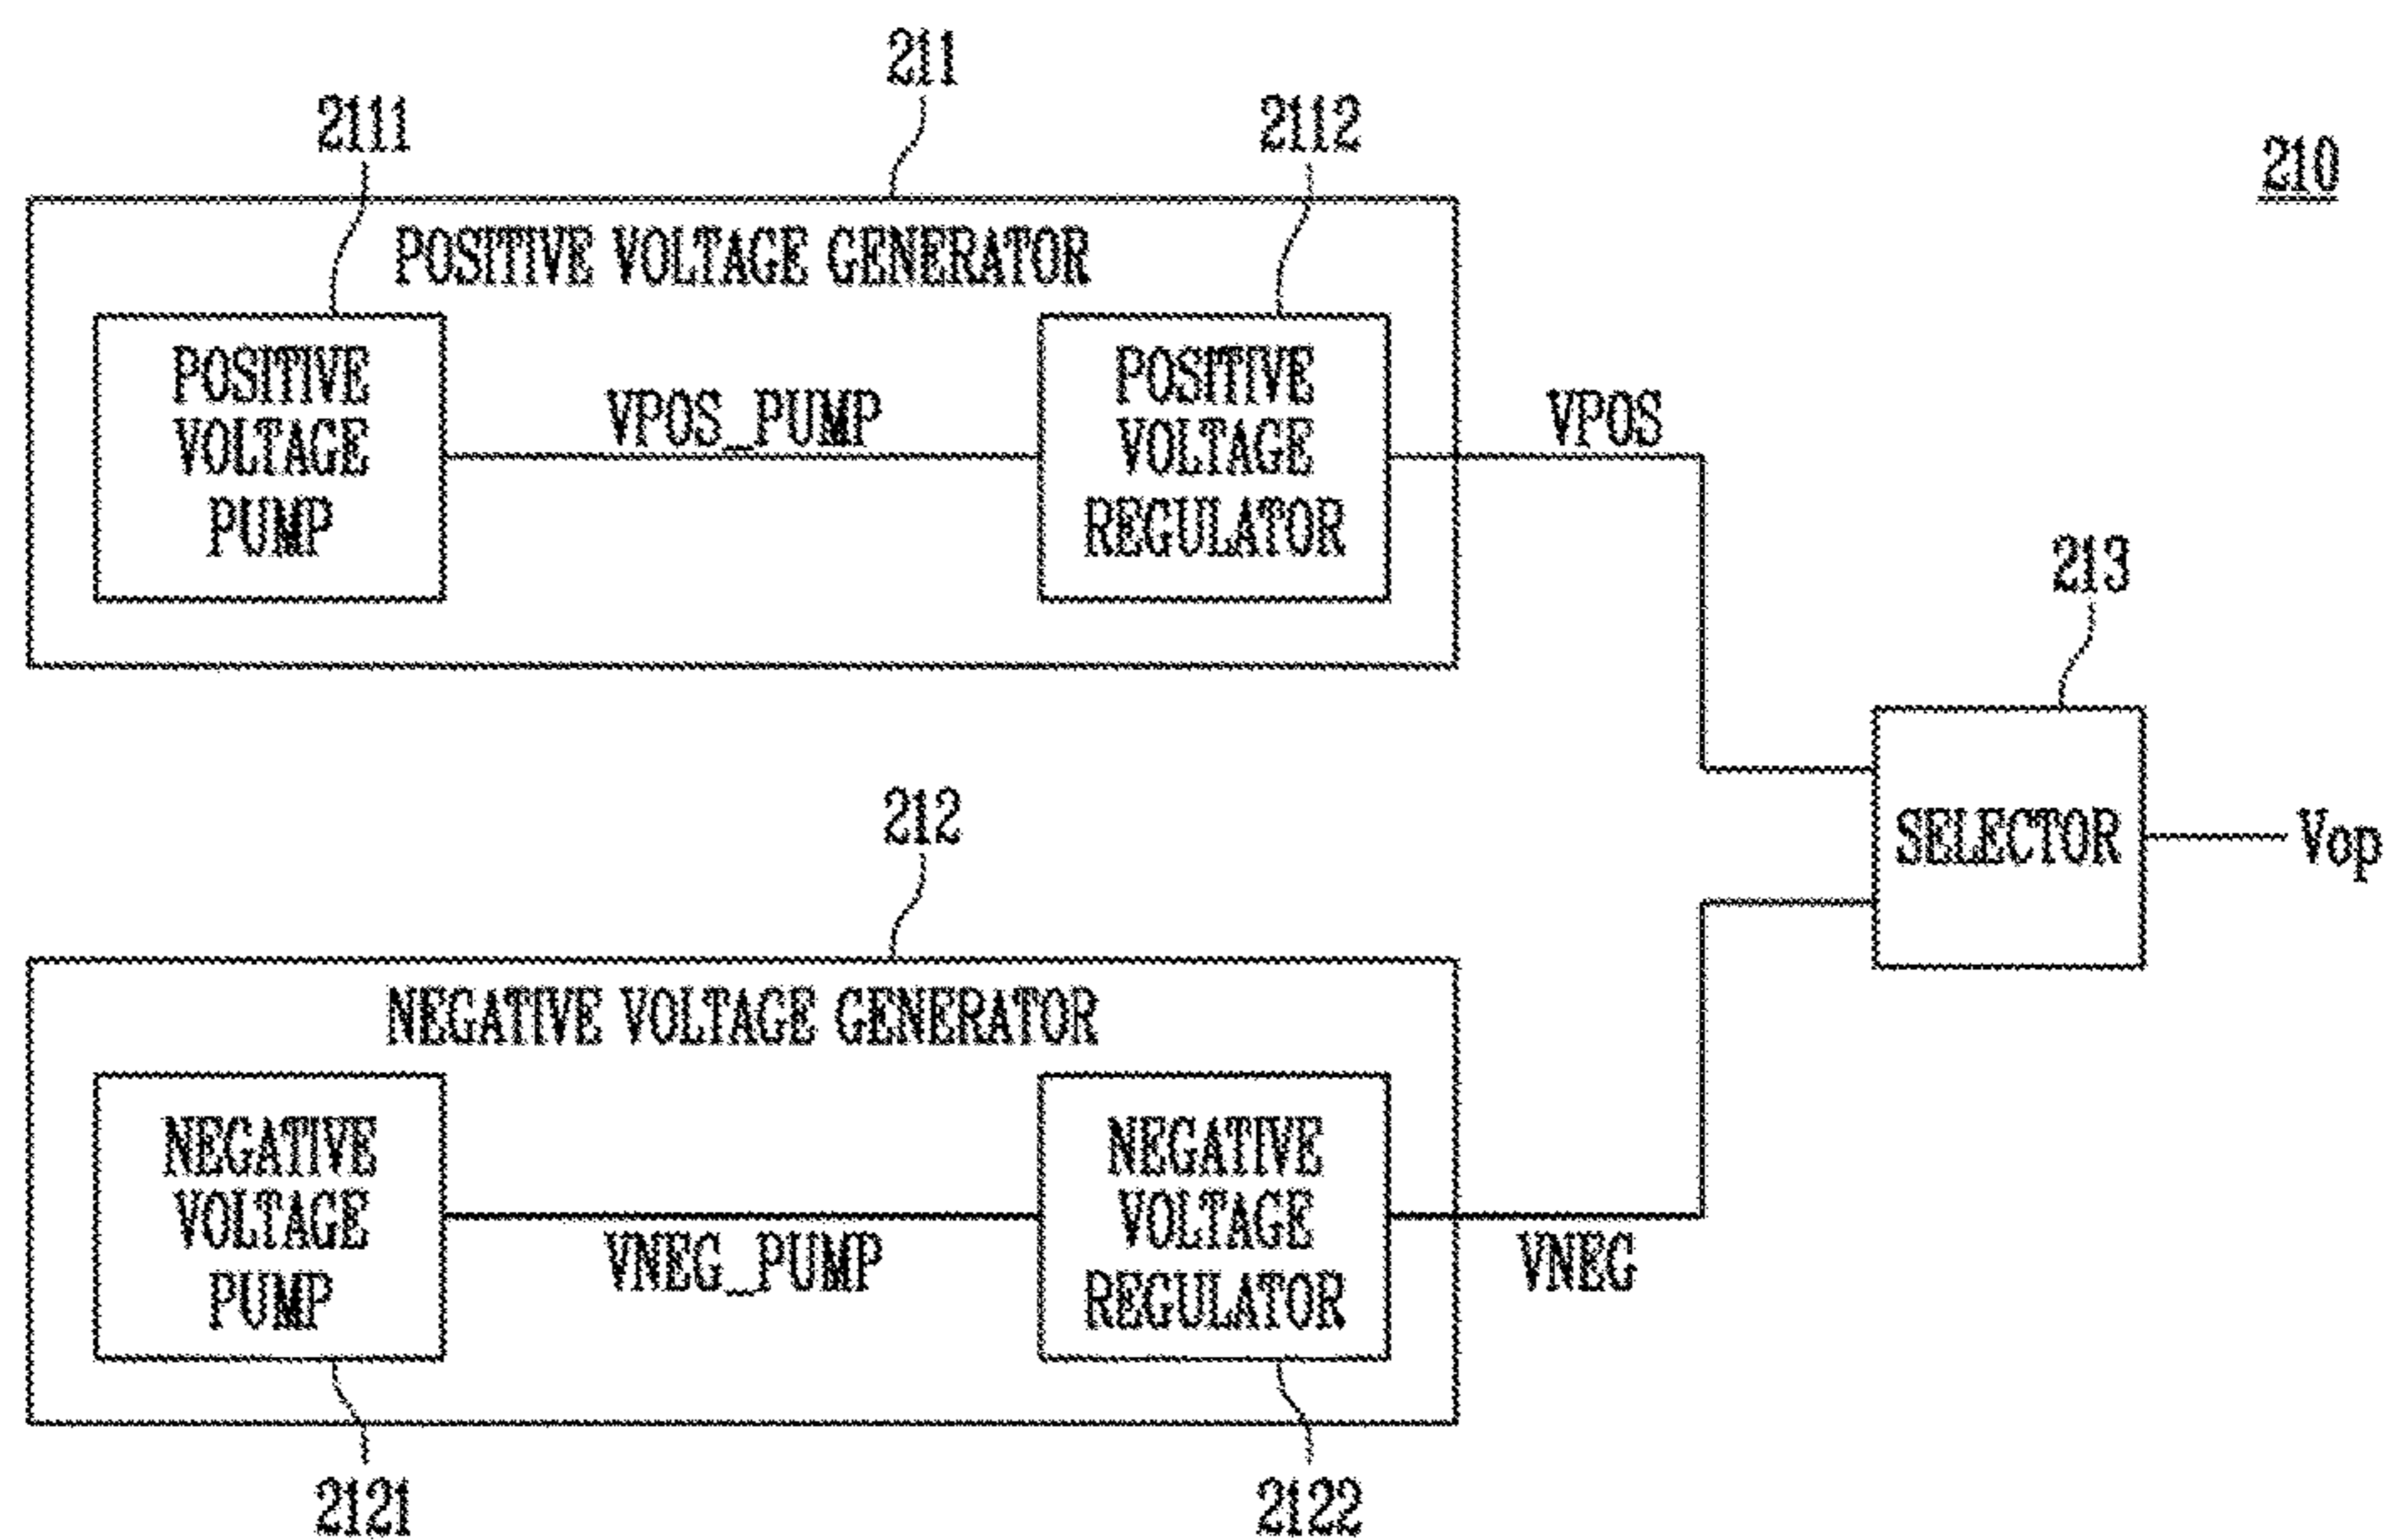 211
2111
2112
210
POSITIVE VOLTAGE GENERATOR
POSITIVE
VOLTAGE
PUMP
VPOS_PUMP
POSITIVE
VOLTAGE
REGULATOR
VPOS
213
SELECTOR
Vop
212
NEGATIVE VOLTAGE GENERATOR
NEGATIVE
VOLTAGE
PUMP
VNEG_PUMP
NEGATIVE
VOLTAGE
REGULATOR
VNEG
2121
2122